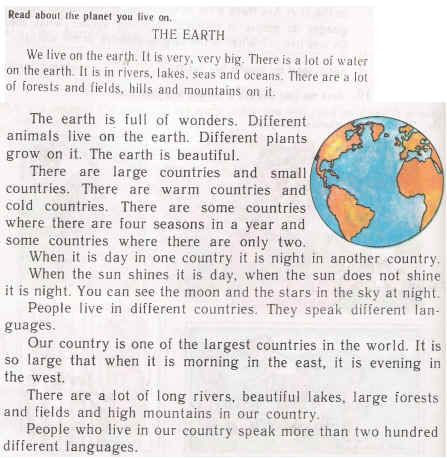 Read about the planet you live on.
THE EARTH
We live on the earth. It is very, very big. There is a lot of water
on the earth. It is in rivers, lakes, seas and oceans. There are a lot
of forests and fields, hills and mountains on it.
The earth is full of wonders. Different
animals live on the earth. Different plants
grow on it. The earth is beautiful.
There are large countries and small
countries. There are warm countries and
cold countries. There are some countries
where there are four seasons in a year and
some countries where there are only two.
When it is day in one country it is night in another country.
When the sun shines it is day, when the sun does not shine
it is night. You can see the moon and the stars in the sky at night.
People live in different countries. They speak different lan-
guages.
Our country is one of the largest countries in the world. It is
so large that when it is morning in the east, it is evening in
the west.
There are a lot of long rivers, beautiful lakes, large forests
and fields and high mountains in our country.
People who live in our country speak more than two hundred
different languages.